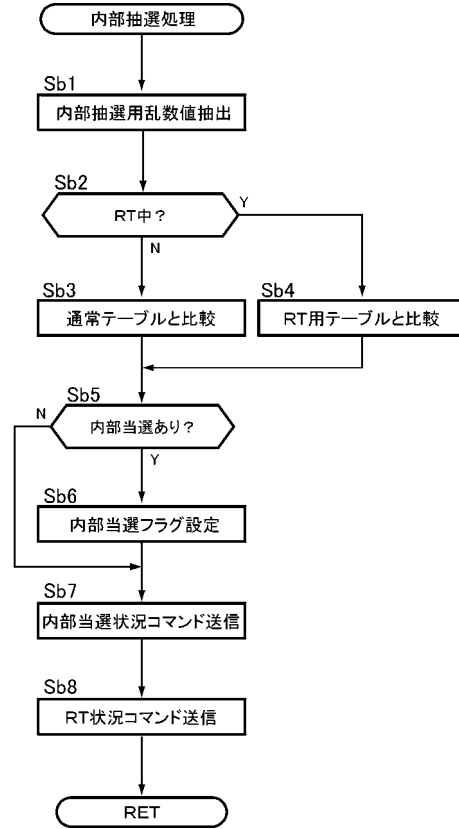 内部抽選処理
Sb1
内部抽選用乱数値抽出
Sb2
RT中？
Y
N
Sb3
通常テーブルと比較
Sb4
RT用テーブルと比較
Sb5
N
内部当選あり？
Y
Sb6
内部当選フラグ設定
Sb7
内部当選状況コマンド送信
Sb8
RT状況コマンド送信
RET